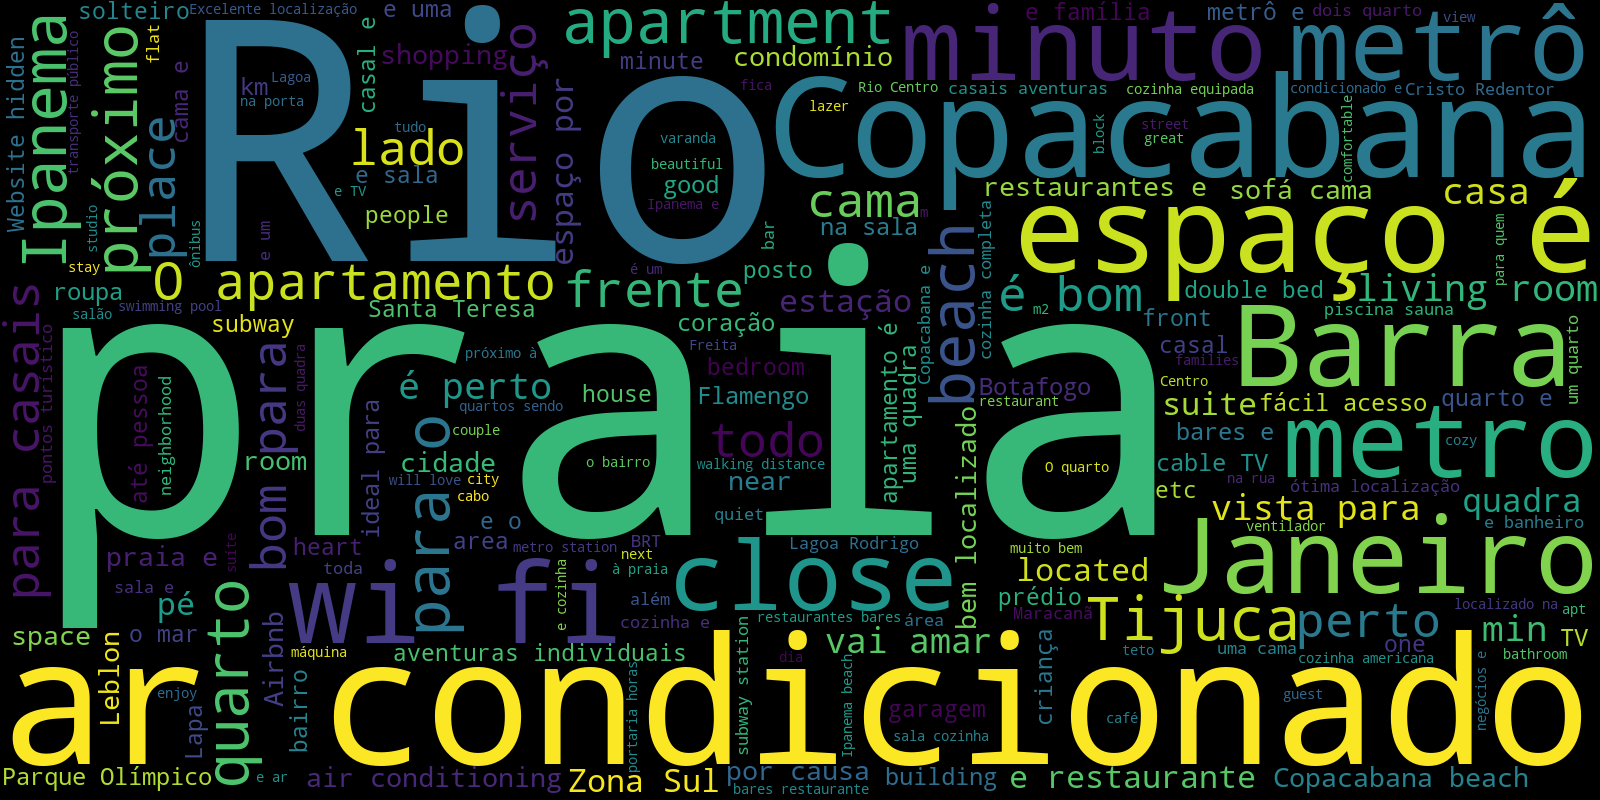 solteiro
Excelente localização
e uma
apartment
e família
metrô e
dois quarto
view
Website hidden
Ipanema
transporte público
próximo
flat
place
cama e
Rio
km
Lagoa
na porta
casal e
shopping
serviço
espaço por
minute
condomínio
minuto
metrô
fica
lazer
Rio Centro
casais aventuras
cozinha equipada
condicionado e
Cristo Redentor
Copacabana
tudo
lado
e sala
e TV
people
varanda
beautiful
good
Ipanema e
bar
block
street
great
comfortable
cama
m
na sala
restaurantes e
sofá cama
casa
espaço é
para quem
studio
ônibus
e um
stay
O apartamento
frente
é um
posto
estação
beach
cozinha completa
é bom
m2
double bed
living room
piscina sauna
roupa
salão
swimming pool
subway
Santa Teresa
coração
Freita
front
casal
families
Barra
um quarto
para casais
pontos turístico
praia
até pessoa
neighborhood
bom para
duas quadra
próximo à
é perto
quartos sendo
couple
house
bedroom
Flamengo
apartamento é
uma quadra
Copacabana e
Botafogo
restaurant
Centro
suite
fácil acesso
quarto e
room
ideal para
cidade
will love
city
cabo
para o
todo
o bairro
walking distance
near
quiet
O quarto
bares e
metro
cozy
cable TV
na rua
etc
ótima localização
vista para
quadra
ventilador
e banheiro
praia e
suíte
heart
toda
e o
area
metro station
next
BRT
à praia
Lagoa Rodrigo
bem localizado
muito bem
located
Janeiro
sala e
pé
quarto
wi fi
e cozinha
close
além
cozinha e
restaurantes bares
área
prédio
Maracanã
Tijuca
perto
localizado na
apt
space
o mar
Leblon
enjoy
Airbnb
máquina
aventuras individuais
subway station
vai amar
dia
Ipanema beach
criança
teto
uma cama
one
cozinha americana
min
TV
bathroom
ar condicionado
Lapa
bairro
portaria horas
garagem
sala cozinha
café
guest
negócios e
Parque Olímpico
e ar
air conditioning
Zona Sul
por causa
bares restaurante
building
e restaurante
Copacabana beach